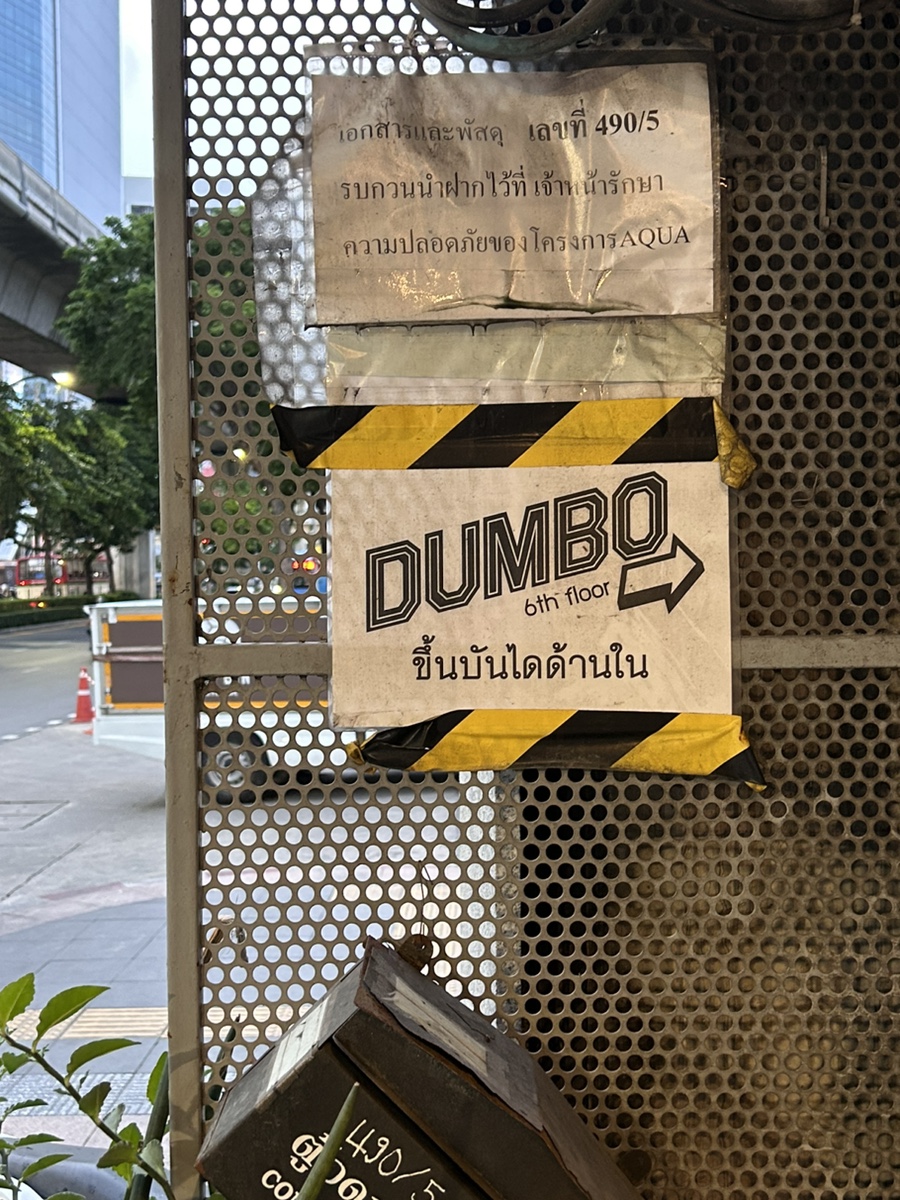 เอกสารและพัสดุ เลขที่ 490/5
รบกวนนำฝากไว้ที่ เจ้าหน้ารักษา
ความปลอดภัยของโครงการAQUA
DUMBO
6th floor
ขึ้นบันไดด้านใน
490/5